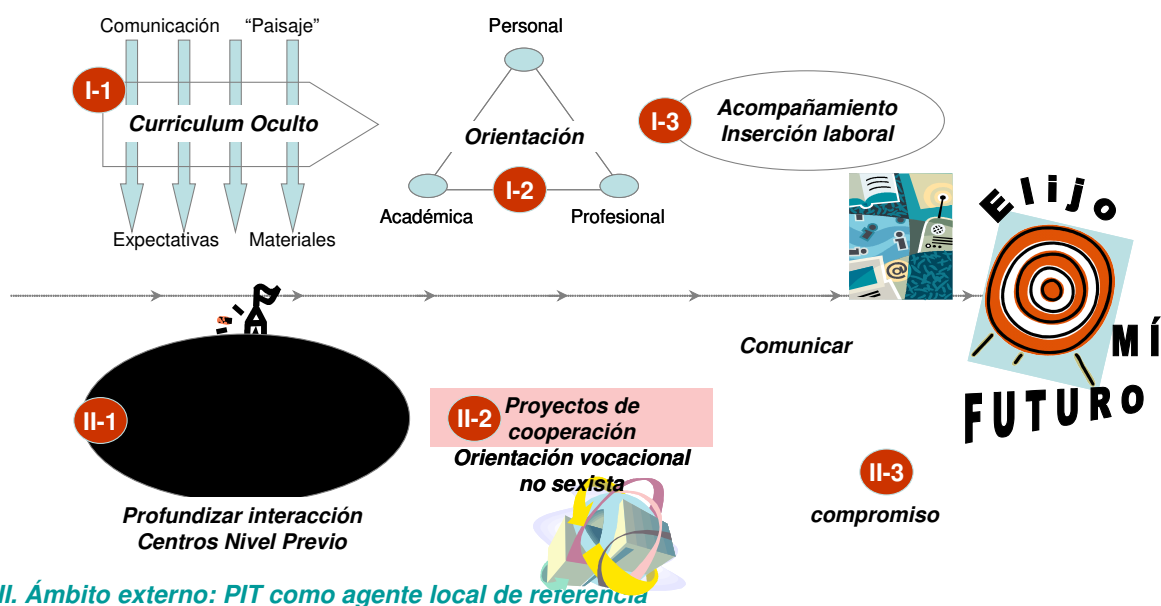 Comunicación “Paisaje”
I-1
Curriculum Oculto
Expectativas Materiales
Personal
Orientación
I-2
Académica Profesional
I-3
Acompañamiento
Inserción laboral
@
Elijo
MÍ
FUTURO
Comunicar
II-1
Profundizar interacción
Centros Nivel Previo
II-2
Proyectos de
cooperación
Orientación vocacional
no sexista
II-3
compromiso
II. Ámbito externo: PIT como agente local de referencia